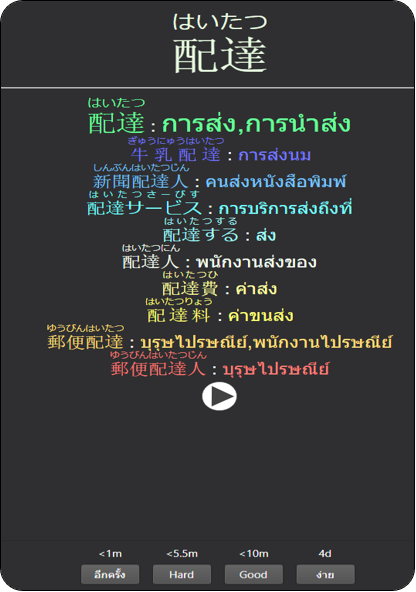 はいたつ
配達
はいたつ
配達 : การส่ง,การนำส่ง
ぎゅうにゅうはいたつ
牛乳配達 : การส่งนม
しんぶんはいたつじん
新聞配達人 : คนส่งหนังสือพิมพ์
はいたつさーびす
配達サービス : การบริการส่งถึงที่
はいたつする
配達する : ส่ง
はいたつにん
配達人 : พนักงานส่งของ
はいたつひ
配達費 : ค่าส่ง
はいたつりょう
配達料 : ค่าขนส่ง
ゆうびんはいたつ
郵便配達 : บุรุษไปรษณีย์,พนักงานไปรษณีย์
ゆうびんはいたつじん
郵便配達人 : บุรุษไปรษณีย์
<1m <5.5m <10m 4d
อีกครั้ง Hard Good ง่าย